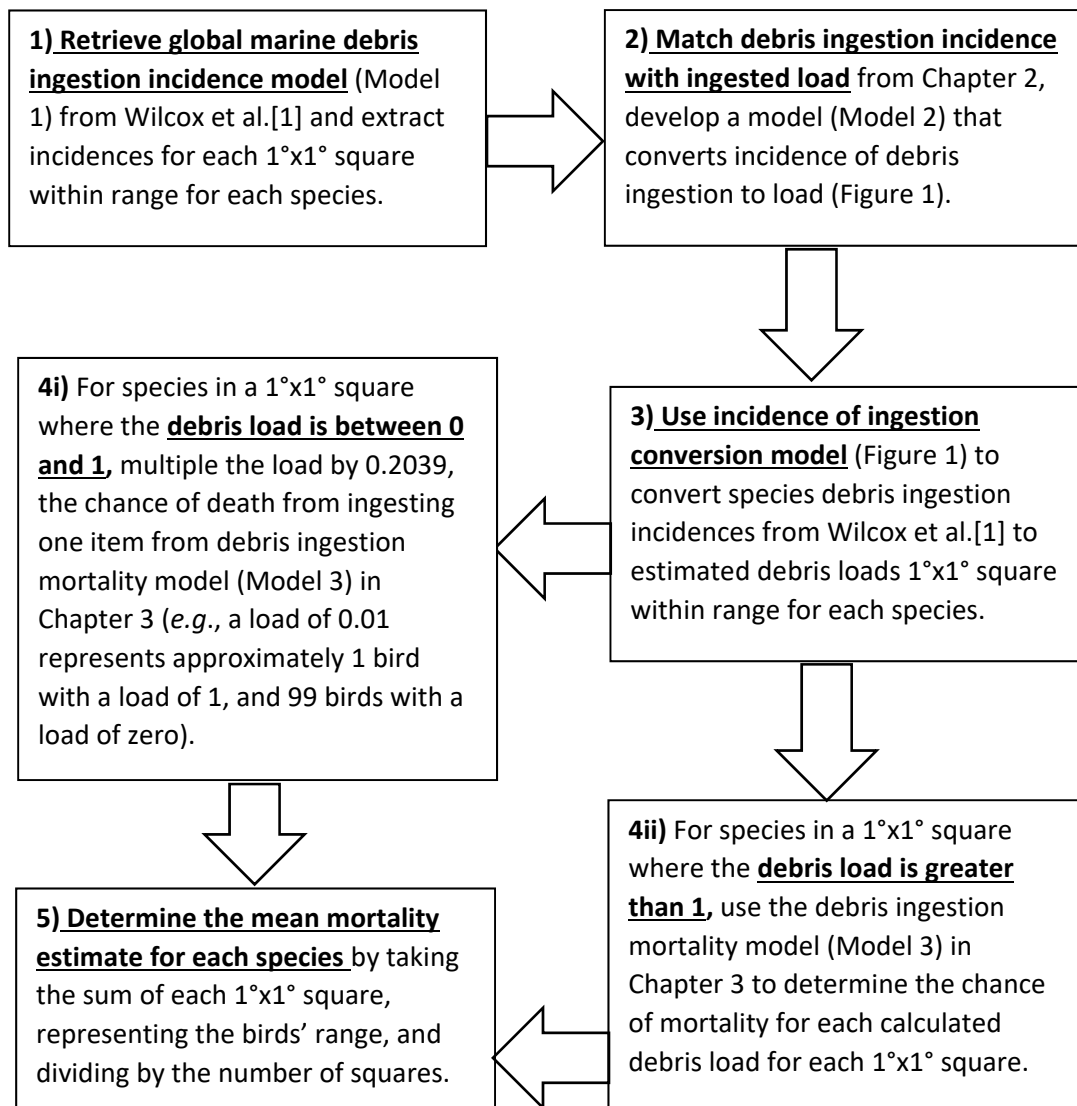 1) Retrieve global marine debris
ingestion incidence model (Model
1) from Wilcox et al.[1] and extract
incidences for each 1°x1° square
within range for each species.
2) Match debris ingestion incidence
with ingested load from Chapter 2,
develop a model (Model 2) that
converts incidence of debris
ingestion to load (Figure 1).
3) Use incidence of ingestion
conversion model (Figure 1) to
convert species debris ingestion
incidences from Wilcox et al.[1] to
estimated debris loads 1°x1° square
within range for each species.
4i) For species in a 1°x1° square
where the debris load is between 0
and 1, multiple the load by 0.2039,
the chance of death from ingesting
one item from debris ingestion
mortality model (Model 3) in
Chapter 3 (e.g., a load of 0.01
represents approximately 1 bird
with a load of 1, and 99 birds with a
load of zero).
4ii) For species in a 1°x1° square
where the debris load is greater
than 1, use the debris ingestion
mortality model (Model 3) in
Chapter 3 to determine the chance
of mortality for each calculated
debris load for each 1°x1° square.
5) Determine the mean mortality
estimate for each species by taking
the sum of each 1°x1° square,
representing the birds’ range, and
dividing by the number of squares.